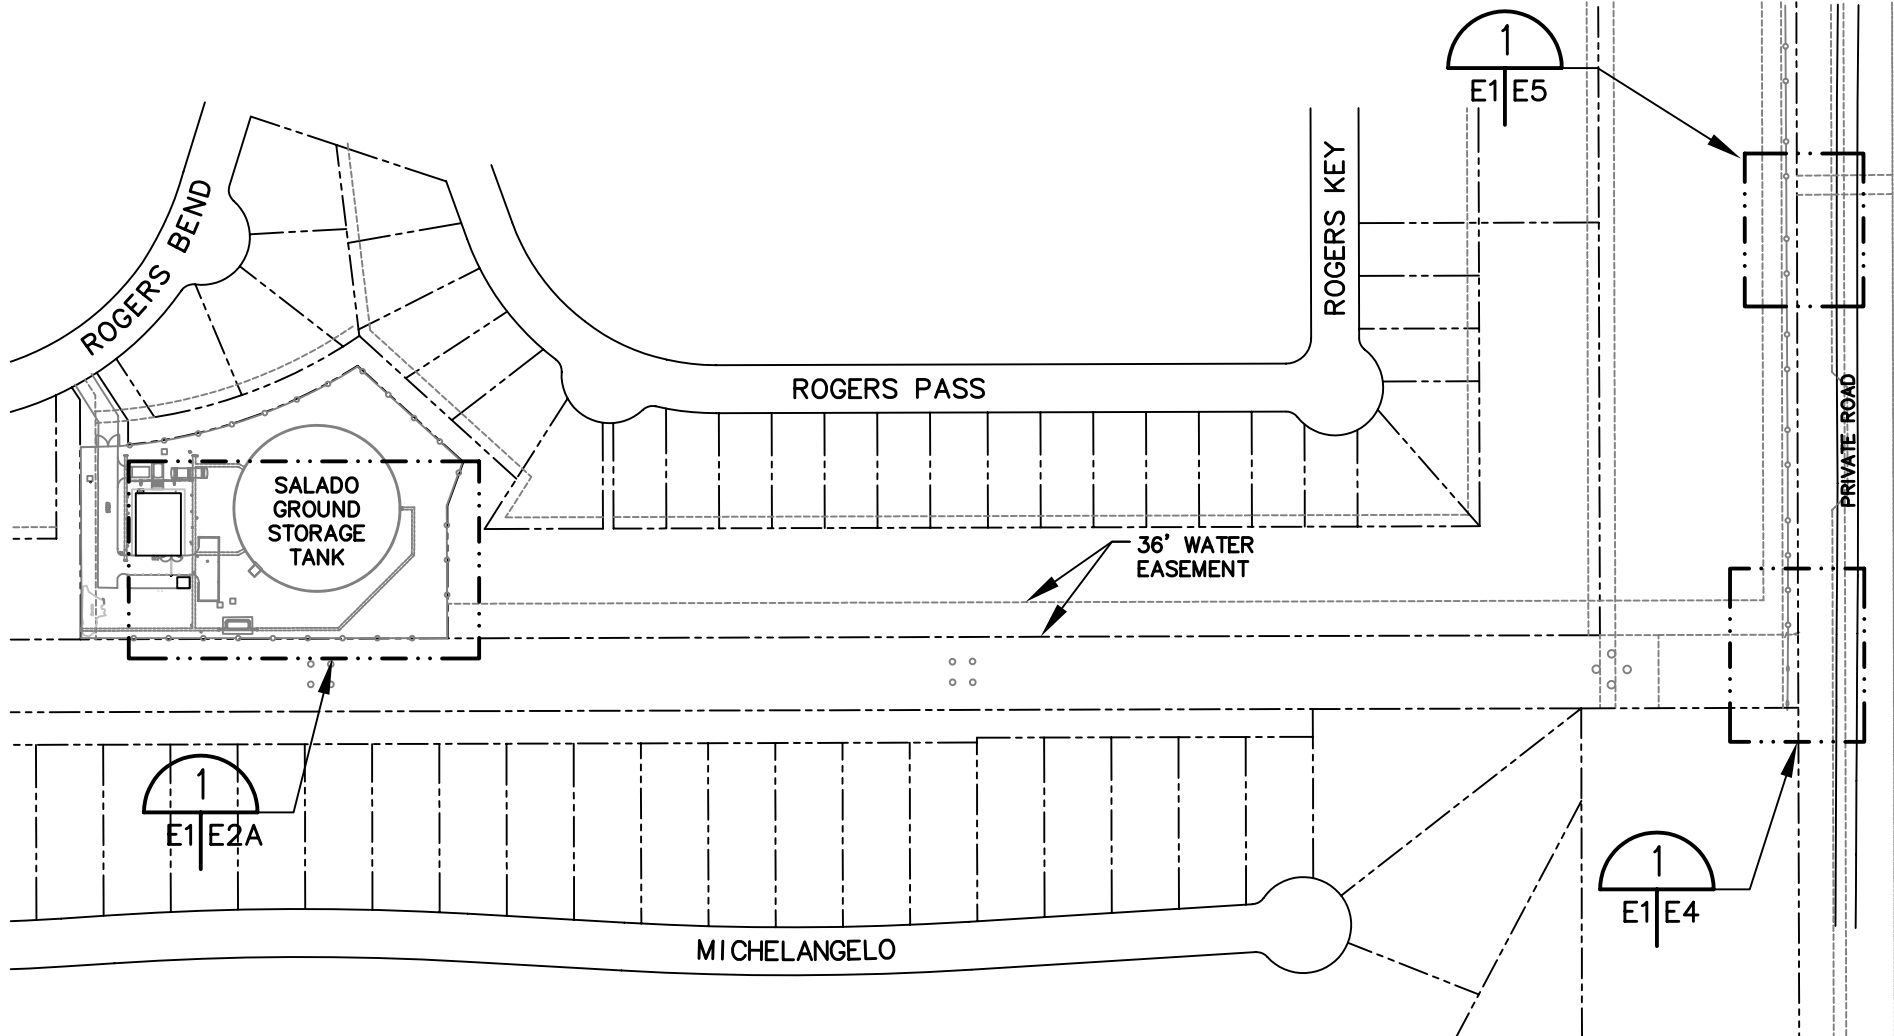 1
E1 E5
ROGERS BEND
ROGERS KEY
ROGERS PASS
PRIVATE ROAD
SALADO
GROUND
STORAGE
TANK
36' WATER
EASEMENT
1
E1 E2A
1
E1 E4
MICHELANGELO